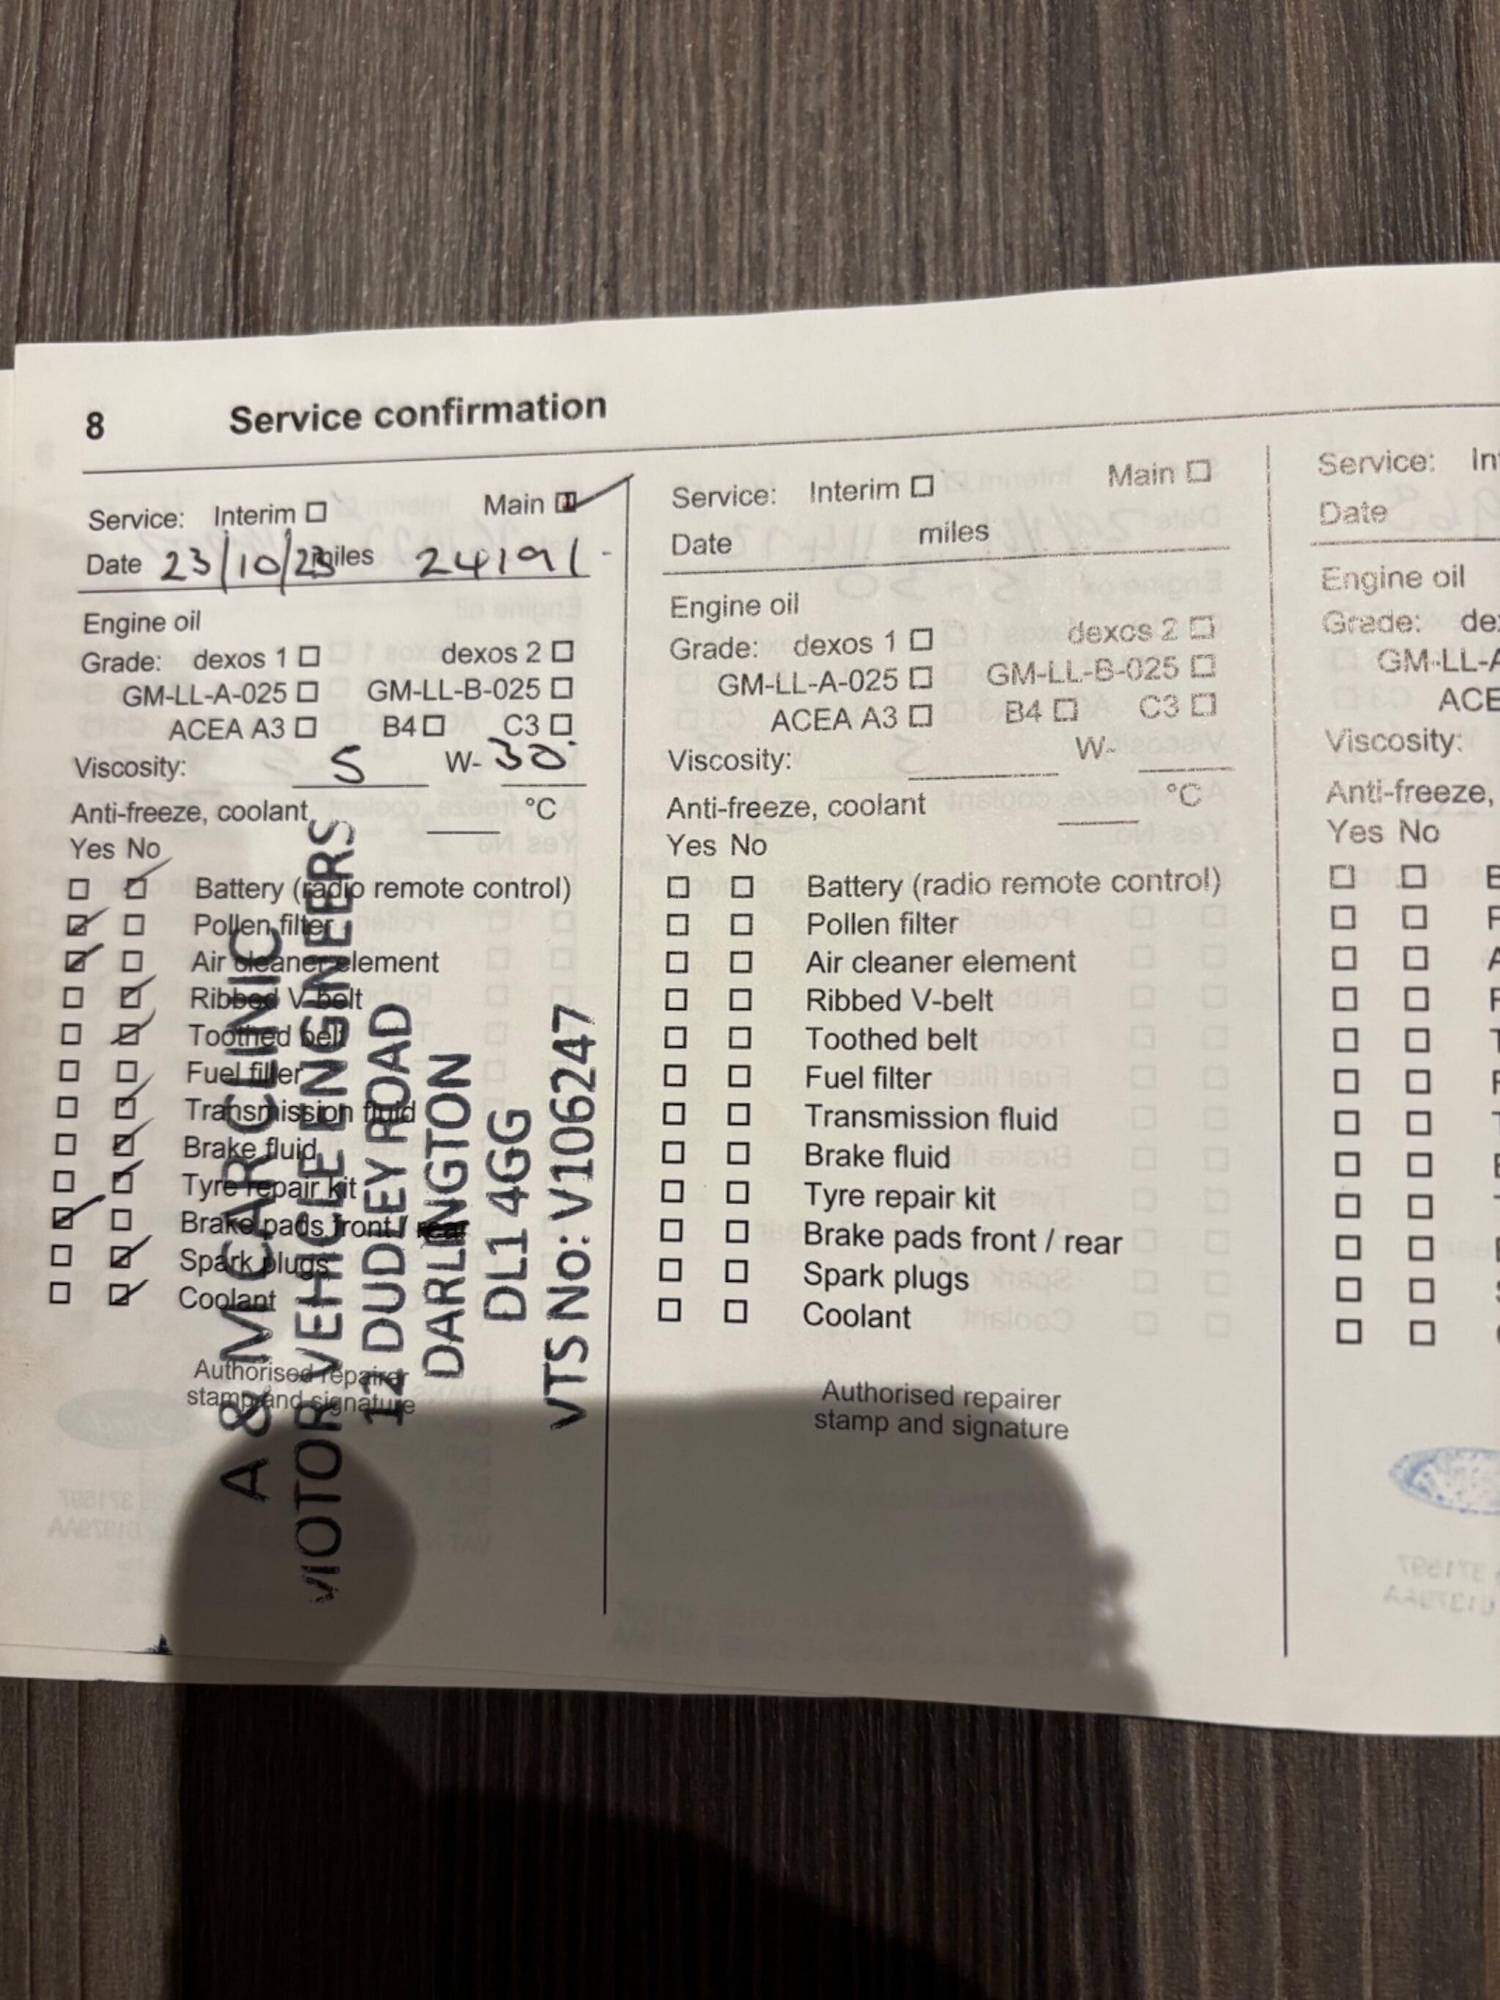 8 Service confirmation
Service: Interim ☐ Main ☑
Date 23/10/23 miles 24191
Engine oil
Grade: dexos 1 ☐ dexos 2 ☐
GM-LL-A-025 ☐ GM-LL-B-025 ☐
ACEA A3 ☐ B4 ☐ C3 ☐
Viscosity: 5 W-30
Anti-freeze, coolant °C
Yes No
☐ ☑ Battery (radio remote control)
☑ ☐ Pollen filter
☑ ☐ Air cleaner element
☐ ☑ Ribbed V-belt
☐ ☑ Toothed belt
☐ ☐ Fuel filter
☐ ☑ Transmission fluid
☐ ☑ Brake fluid
☐ ☑ Tyre repair kit
☑ ☐ Brake pads front / rear
☐ ☑ Spark plugs
☐ ☑ Coolant
Authorised repairer
stamp and signature
A & M CAR CLINIC
MOTOR VEHICLE ENGINEERS
12 DUDLEY ROAD
DARLINGTON
DL1 4GG
VTS No: V106247
Service: Interim ☐ Main ☐
Date miles
Engine oil
Grade: dexos 1 ☐ dexos 2 ☐
GM-LL-A-025 ☐ GM-LL-B-025 ☐
ACEA A3 ☐ B4 ☐ C3 ☐
Viscosity: W-
Anti-freeze, coolant °C
Yes No
☐ ☐ Battery (radio remote control)
☐ ☐ Pollen filter
☐ ☐ Air cleaner element
☐ ☐ Ribbed V-belt
☐ ☐ Toothed belt
☐ ☐ Fuel filter
☐ ☐ Transmission fluid
☐ ☐ Brake fluid
☐ ☐ Tyre repair kit
☐ ☐ Brake pads front / rear
☐ ☐ Spark plugs
☐ ☐ Coolant
Authorised repairer
stamp and signature
Service: In
Date
Engine oil
Grade: de
GM-LL-A
ACE
Viscosity:
Anti-freeze,
Yes No